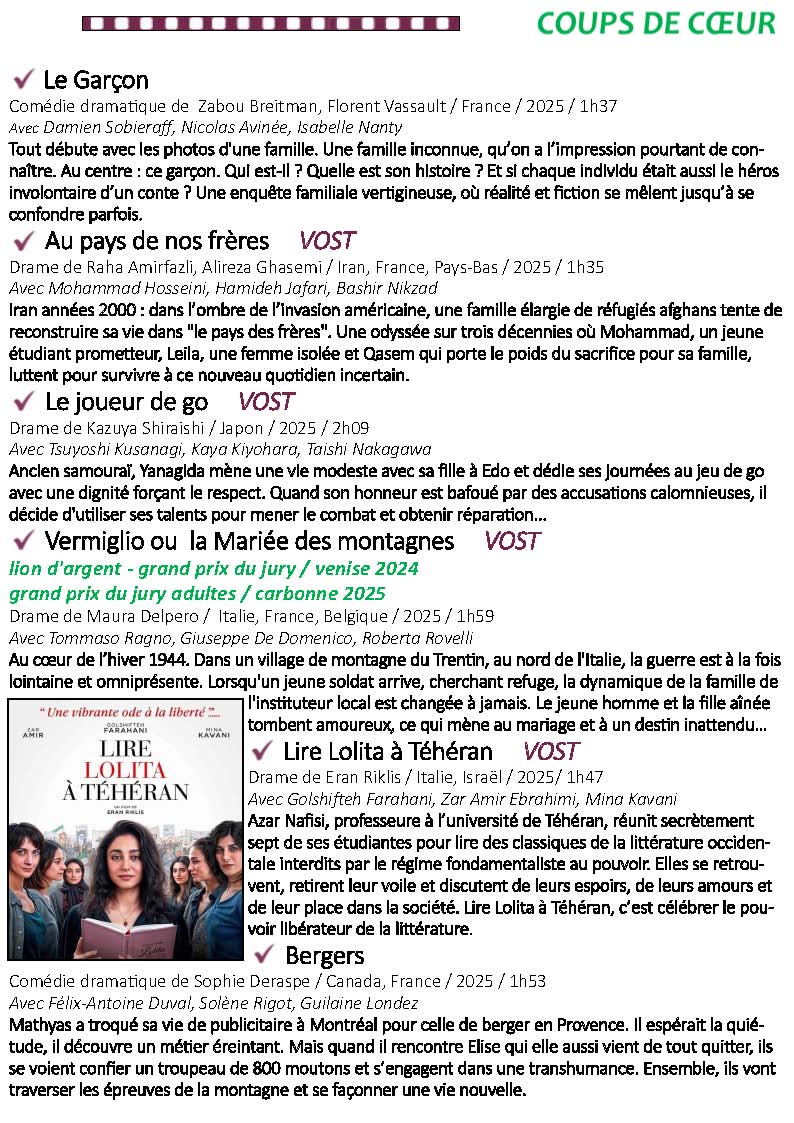 COUPS DE CŒUR
Le Garçon
Comédie dramatique de Zabou Breitman, Florent Vassault / France / 2025 / 1h37
Avec Damien Sobieraff, Nicolas Avinée, Isabelle Nanty
Tout débute avec les photos d'une famille. Une famille inconnue, qu’on a l’impression pourtant de con-
naître. Au centre : ce garçon. Qui est-il ? Quelle est son histoire ? Et si chaque individu était aussi le héros
involontaire d’un conte ? Une enquête familiale vertigineuse, où réalité et fiction se mêlent jusqu’à se
confondre parfois.
Au pays de nos frères VOST
Drame de Raha Amirfazli, Alireza Ghasemi / Iran, France, Pays-Bas / 2025 / 1h35
Avec Mohammad Hosseini, Hamideh Jafari, Bashir Nikzad
Iran années 2000 : dans l’ombre de l’invasion américaine, une famille élargie de réfugiés afghans tente de
reconstruire sa vie dans "le pays des frères". Une odyssée sur trois décennies où Mohammad, un jeune
étudiant prometteur, Leila, une femme isolée et Qasem qui porte le poids du sacrifice pour sa famille,
luttent pour survivre à ce nouveau quotidien incertain.
Le joueur de go VOST
Drame de Kazuya Shiraishi / Japon / 2025 / 2h09
Avec Tsuyoshi Kusanagi, Kaya Kiyohara, Taishi Nakagawa
Ancien samouraï, Yanagida mène une vie modeste avec sa fille à Edo et dédie ses journées au jeu de go
avec une dignité forçant le respect. Quand son honneur est bafoué par des accusations calomnieuses, il
décide d'utiliser ses talents pour mener le combat et obtenir réparation...
Vermiglio ou la Mariée des montagnes VOST
lion d'argent - grand prix du jury / venise 2024
grand prix du jury adultes / carbonne 2025
Drame de Maura Delpero / Italie, France, Belgique / 2025 / 1h59
Avec Tommaso Ragno, Giuseppe De Domenico, Roberta Rovelli
Au cœur de l’hiver 1944. Dans un village de montagne du Trentin, au nord de l'Italie, la guerre est à la fois
lointaine et omniprésente. Lorsqu'un jeune soldat arrive, cherchant refuge, la dynamique de la famille de
l'instituteur local est changée à jamais. Le jeune homme et la fille aînée
tombent amoureux, ce qui mène au mariage et à un destin inattendu...
"Une vibrante ode à la liberté"
ZAR AMIR
GOLSHIFTEH FARAHANI
MINA KAVANI
LIRE
LOLITA
À TÉHÉRAN
UN FILM DE
ERAN RIKLIS
Lire Lolita à Téhéran VOST
Drame de Eran Riklis / Italie, Israël / 2025/ 1h47
Avec Golshifteh Farahani, Zar Amir Ebrahimi, Mina Kavani
Azar Nafisi, professeure à l’université de Téhéran, réunit secrètement
sept de ses étudiantes pour lire des classiques de la littérature occiden-
tale interdits par le régime fondamentaliste au pouvoir. Elles se retrou-
vent, retirent leur voile et discutent de leurs espoirs, de leurs amours et
de leur place dans la société. Lire Lolita à Téhéran, c’est célébrer le pou-
voir libérateur de la littérature.
Bergers
Comédie dramatique de Sophie Deraspe / Canada, France / 2025 / 1h53
Avec Félix-Antoine Duval, Solène Rigot, Guilaine Londez
Mathyas a troqué sa vie de publicitaire à Montréal pour celle de berger en Provence. Il espérait la quié-
tude, il découvre un métier éreintant. Mais quand il rencontre Elise qui elle aussi vient de tout quitter, ils
se voient confier un troupeau de 800 moutons et s’engagent dans une transhumance. Ensemble, ils vont
traverser les épreuves de la montagne et se façonner une vie nouvelle.